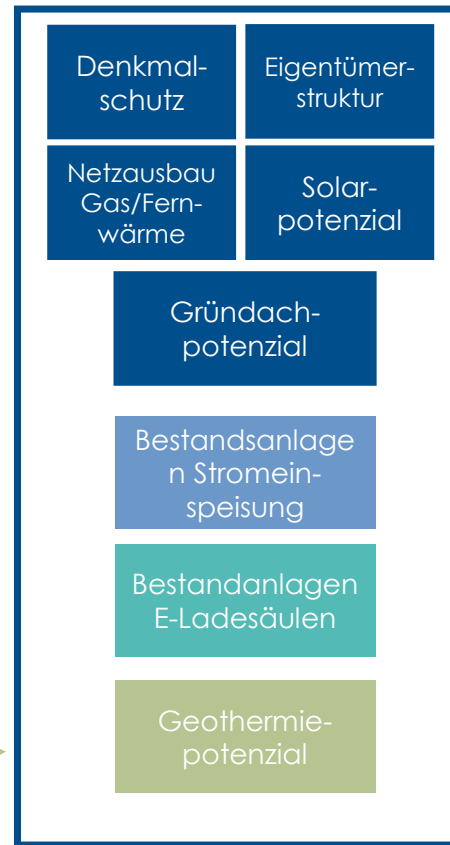 Denkmal-
schutz
Eigentümer-
struktur
Netzausbau
Gas/Fern-
wärme
Solar-
potenzial
Gründach-
potenzial
Bestandsanlage
n Stromein-
speisung
Bestandanlagen
E-Ladesäulen
Geothermie-
potenzial